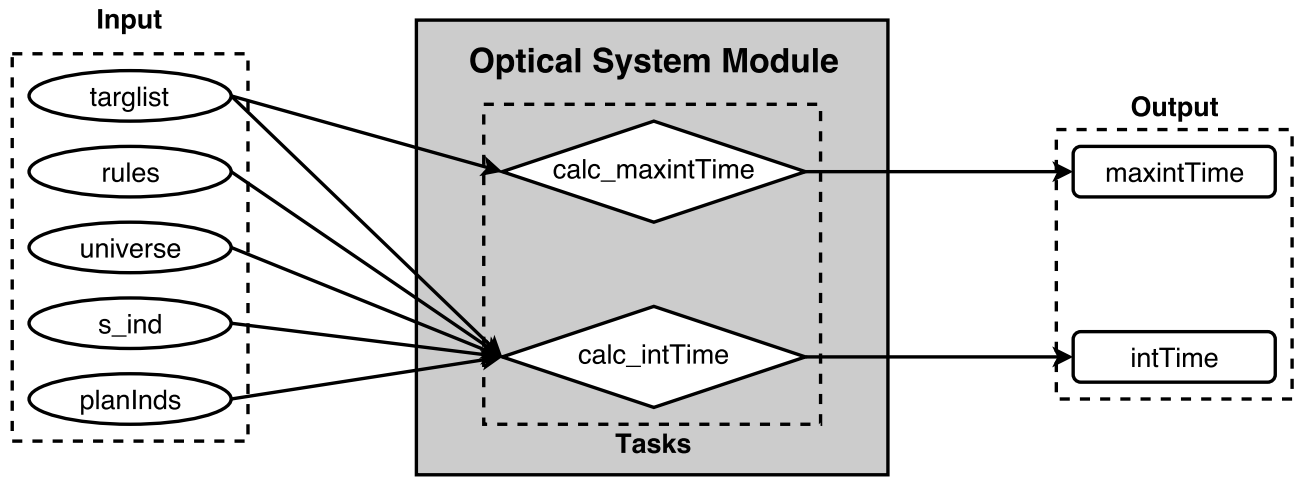 Input
targlist
rules
universe
s_ind
planInds
Optical System Module
calc_maxintTime
calc_intTime
Tasks
Output
maxintTime
intTime